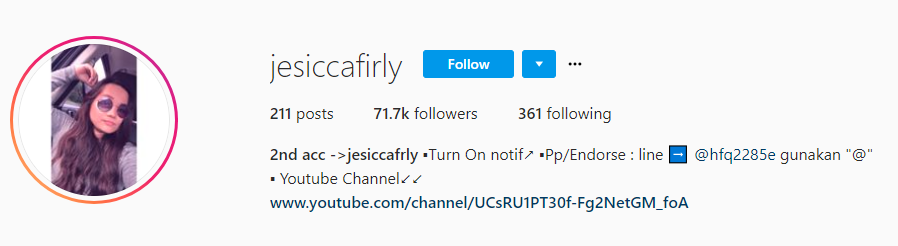 jesiccafirly Follow
211 posts 71.7k followers 361 following
2nd acc ->jesiccafrly ▪Turn On notif↗ ▪Pp/Endorse : line ➡ @hfq2285e gunakan "@"
▪ Youtube Channel↙↙
www.youtube.com/channel/UCsRU1PT30f-Fg2NetGM_foA